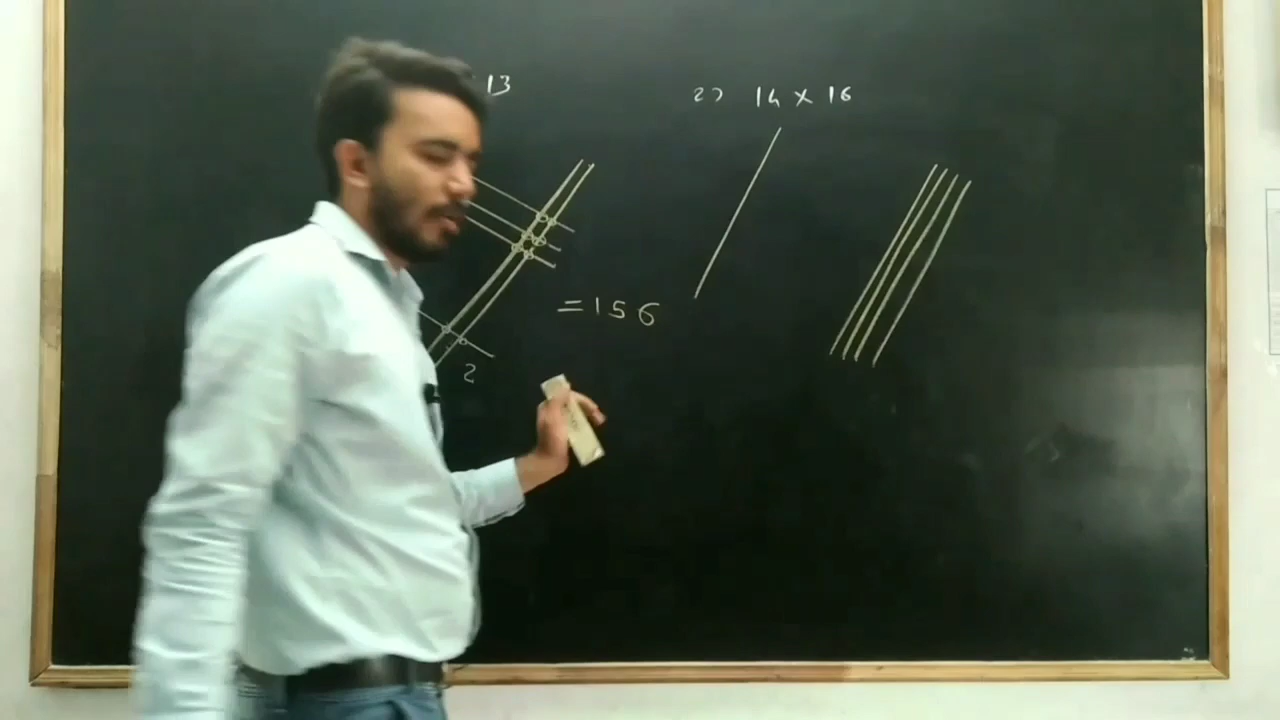 13
2) 14 × 16
= 156
2